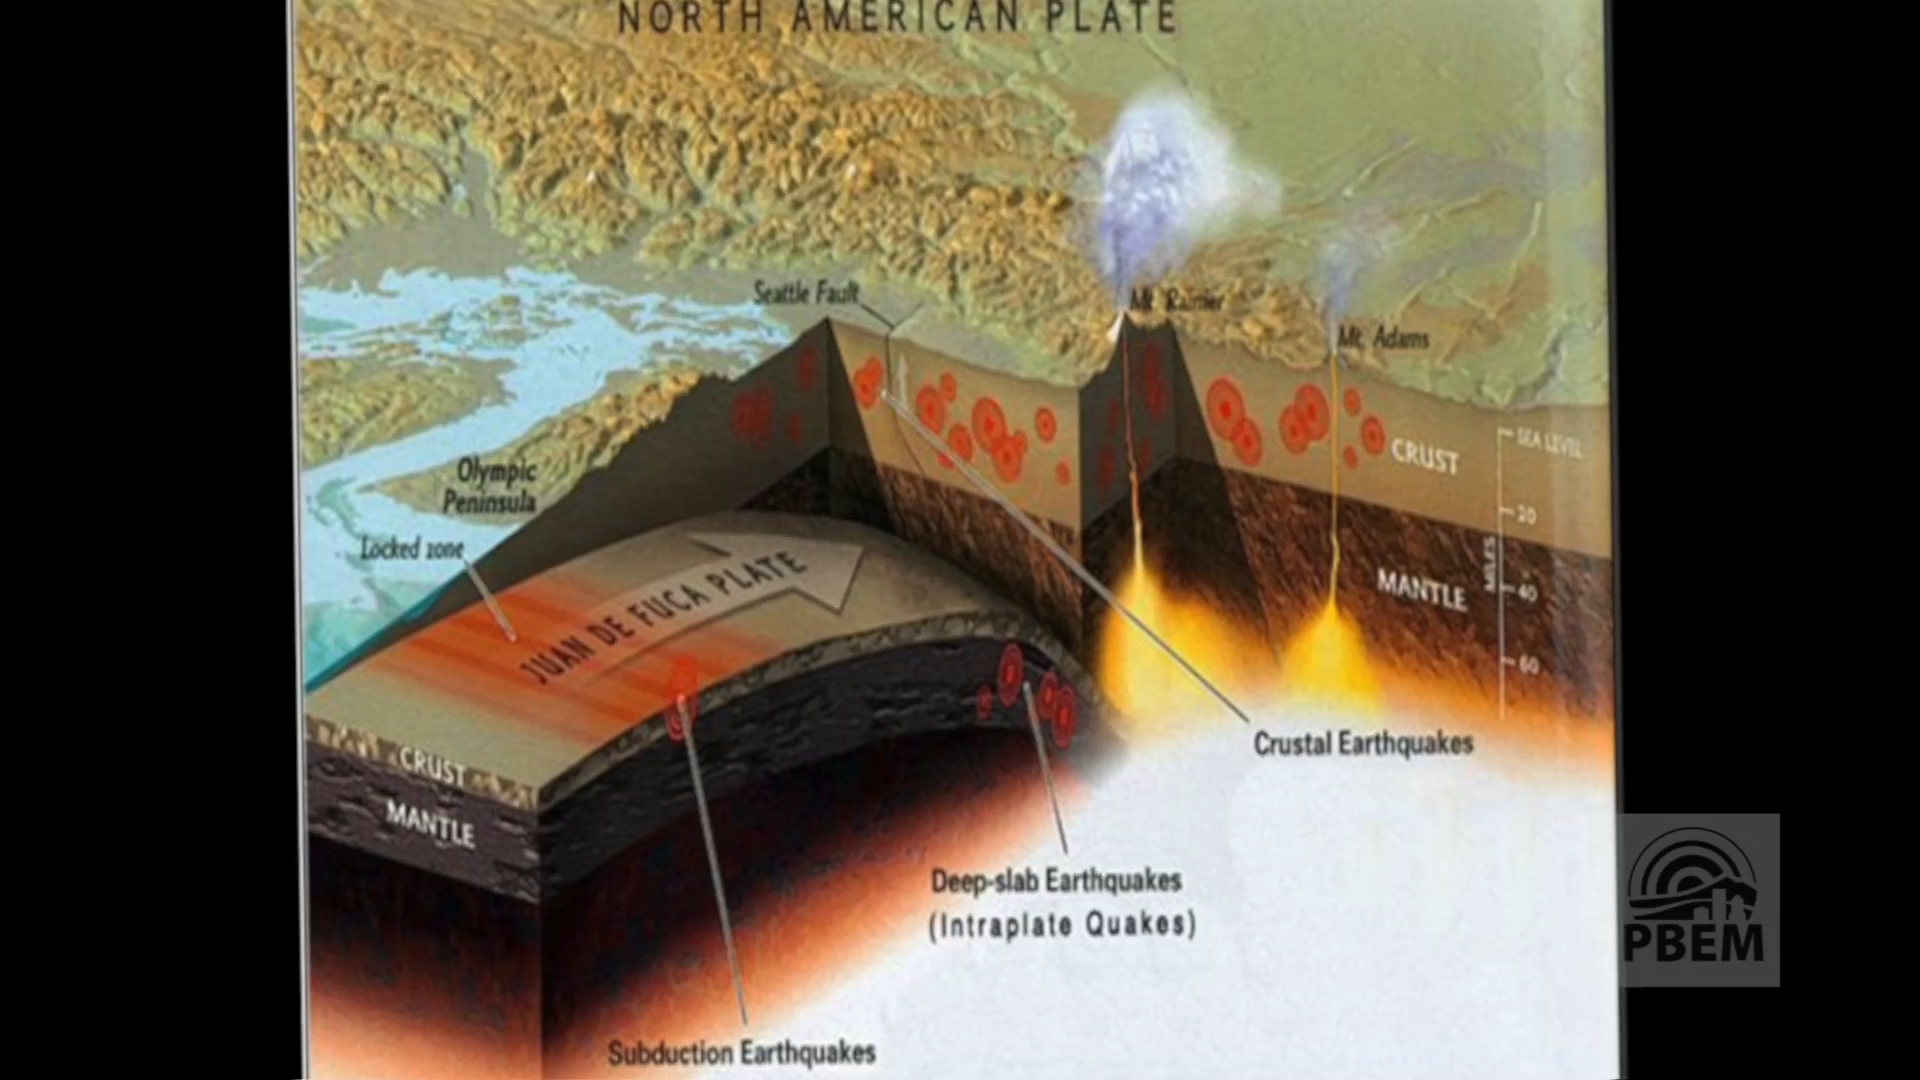 NORTH AMERICAN PLATE
Seattle Fault
Mt. Rainier
Mt. Adams
CRUST
SEA LEVEL
20
MILES
40
60
MANTLE
Olympic
Peninsula
Locked zone
JUAN DE FUCA PLATE
CRUST
MANTLE
Crustal Earthquakes
Deep-slab Earthquakes
(Intraplate Quakes)
Subduction Earthquakes
PBEM